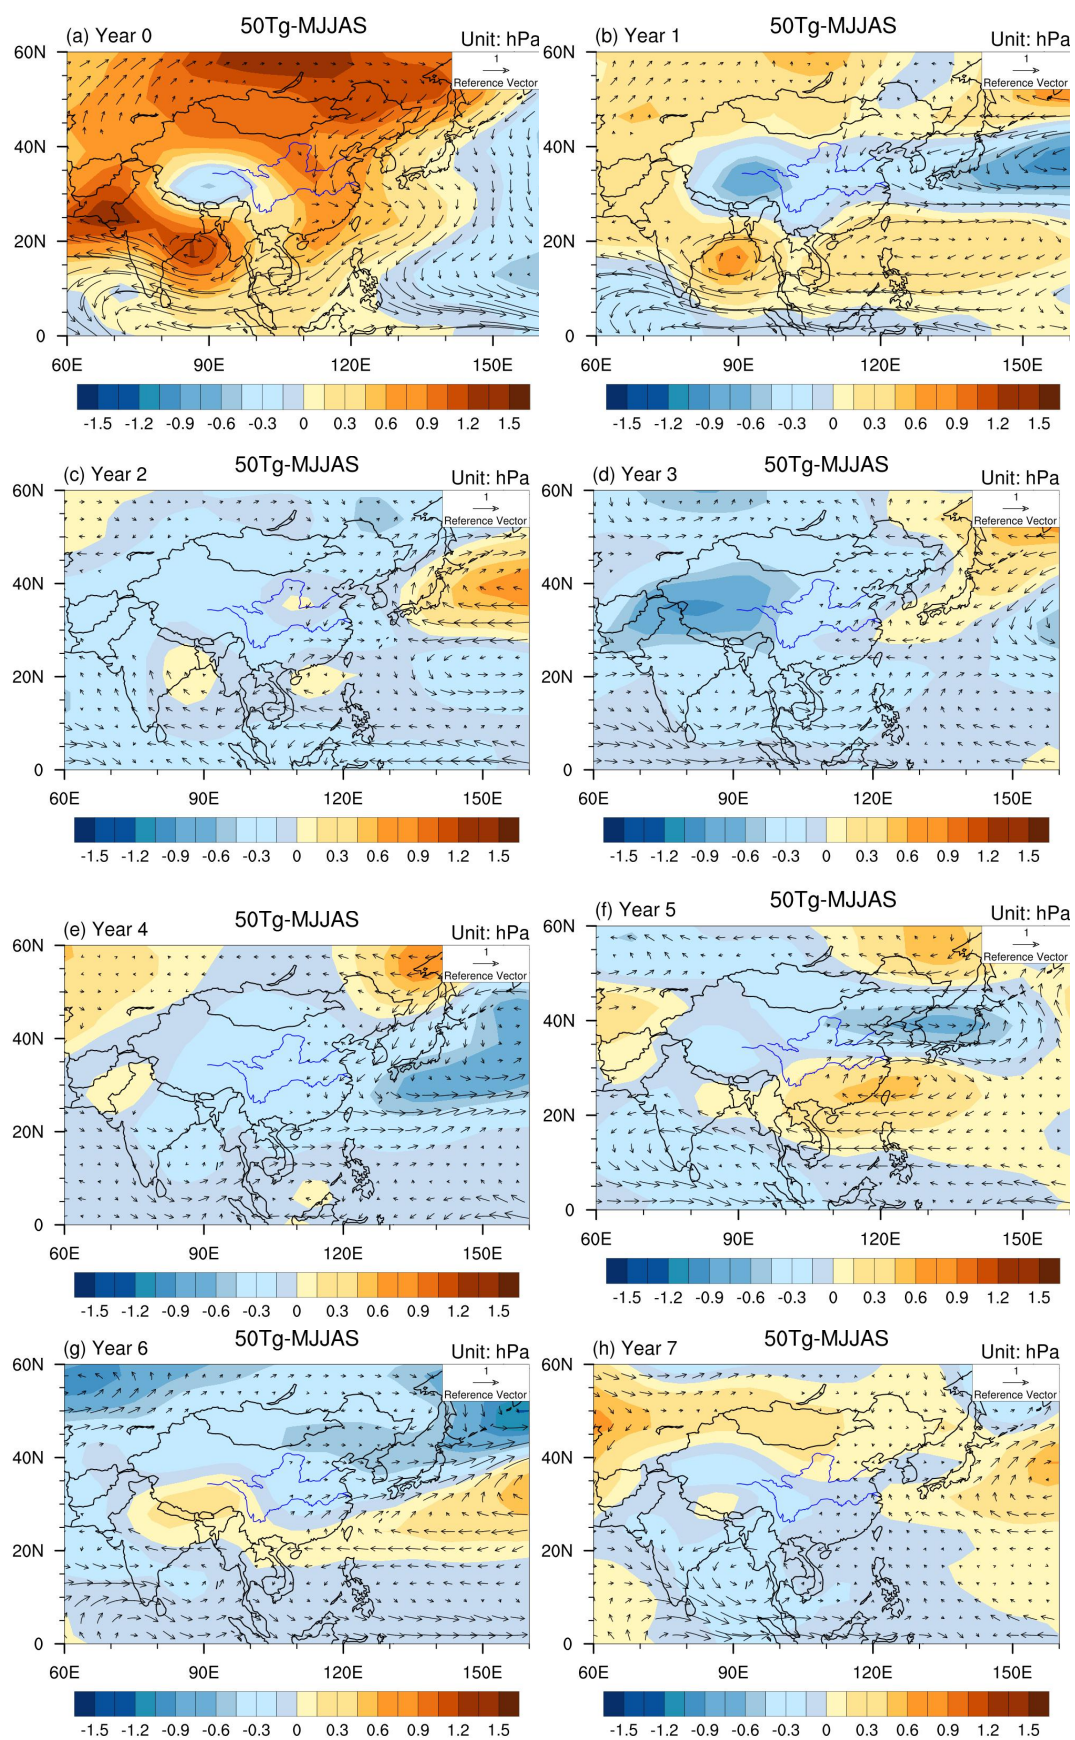 (a) Year 0
50Tg-MJJAS
Unit: hPa
1
Reference Vector
60N
40N
20N
0
60E
90E
120E
150E
-1.5 -1.2 -0.9 -0.6 -0.3 0 0.3 0.6 0.9 1.2 1.5
(b) Year 1
50Tg-MJJAS
Unit: hPa
1
Reference Vector
60N
40N
20N
0
60E
90E
120E
150E
-1.5 -1.2 -0.9 -0.6 -0.3 0 0.3 0.6 0.9 1.2 1.5
(c) Year 2
50Tg-MJJAS
Unit: hPa
1
Reference Vector
60N
40N
20N
0
60E
90E
120E
150E
-1.5 -1.2 -0.9 -0.6 -0.3 0 0.3 0.6 0.9 1.2 1.5
(d) Year 3
50Tg-MJJAS
Unit: hPa
1
Reference Vector
60N
40N
20N
0
60E
90E
120E
150E
-1.5 -1.2 -0.9 -0.6 -0.3 0 0.3 0.6 0.9 1.2 1.5
(e) Year 4
50Tg-MJJAS
Unit: hPa
1
Reference Vector
60N
40N
20N
0
60E
90E
120E
150E
-1.5 -1.2 -0.9 -0.6 -0.3 0 0.3 0.6 0.9 1.2 1.5
(f) Year 5
50Tg-MJJAS
Unit: hPa
1
Reference Vector
60N
40N
20N
0
60E
90E
120E
150E
-1.5 -1.2 -0.9 -0.6 -0.3 0 0.3 0.6 0.9 1.2 1.5
(g) Year 6
50Tg-MJJAS
Unit: hPa
1
Reference Vector
60N
40N
20N
0
60E
90E
120E
150E
-1.5 -1.2 -0.9 -0.6 -0.3 0 0.3 0.6 0.9 1.2 1.5
(h) Year 7
50Tg-MJJAS
Unit: hPa
1
Reference Vector
60N
40N
20N
0
60E
90E
120E
150E
-1.5 -1.2 -0.9 -0.6 -0.3 0 0.3 0.6 0.9 1.2 1.5